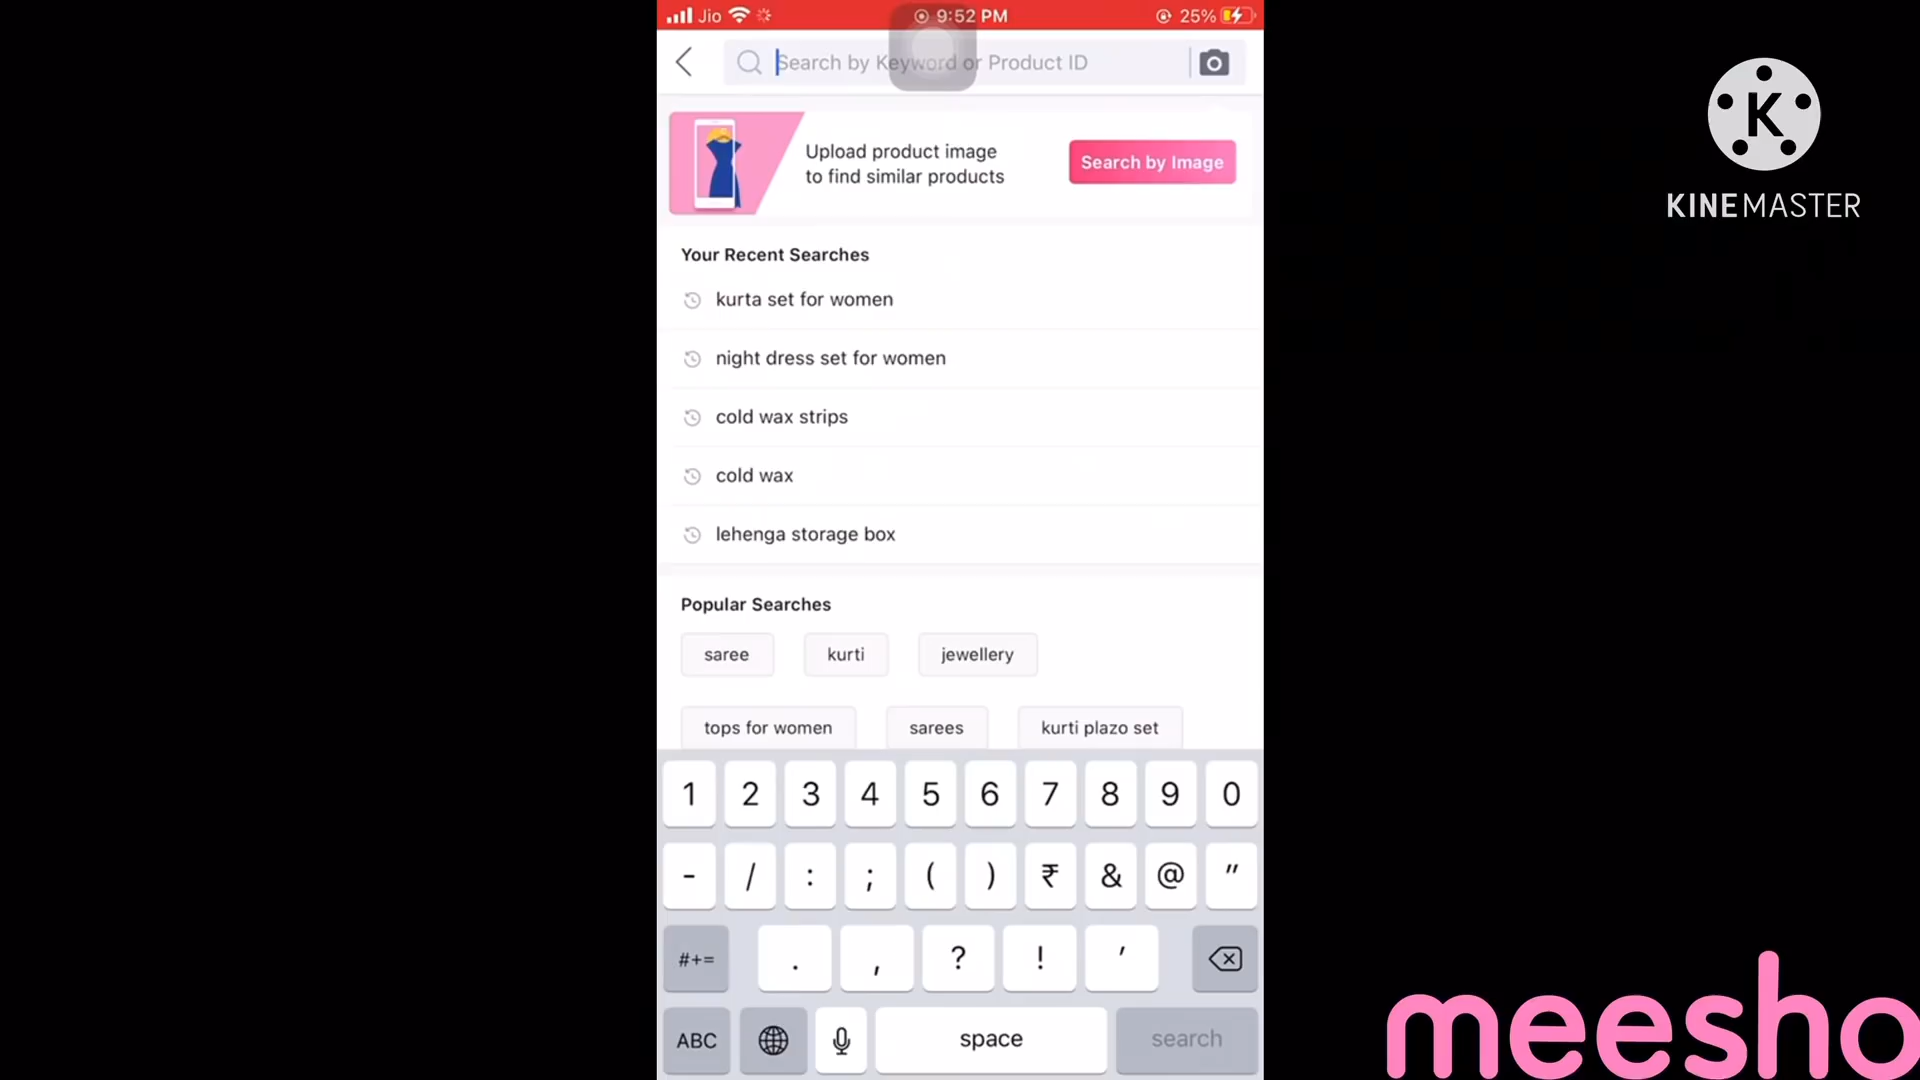 Jio 9:52 PM 25%
Search by Keyword or Product ID
K
KINEMASTER
Upload product image
to find similar products
Search by Image
Your Recent Searches
kurta set for women
night dress set for women
cold wax strips
cold wax
lehenga storage box
Popular Searches
saree kurti jewellery
tops for women sarees kurti plazo set
1 2 3 4 5 6 7 8 9 0
- / : ; ( ) ₹ & @ "
#+= . , ? ! '
ABC space search
meesho